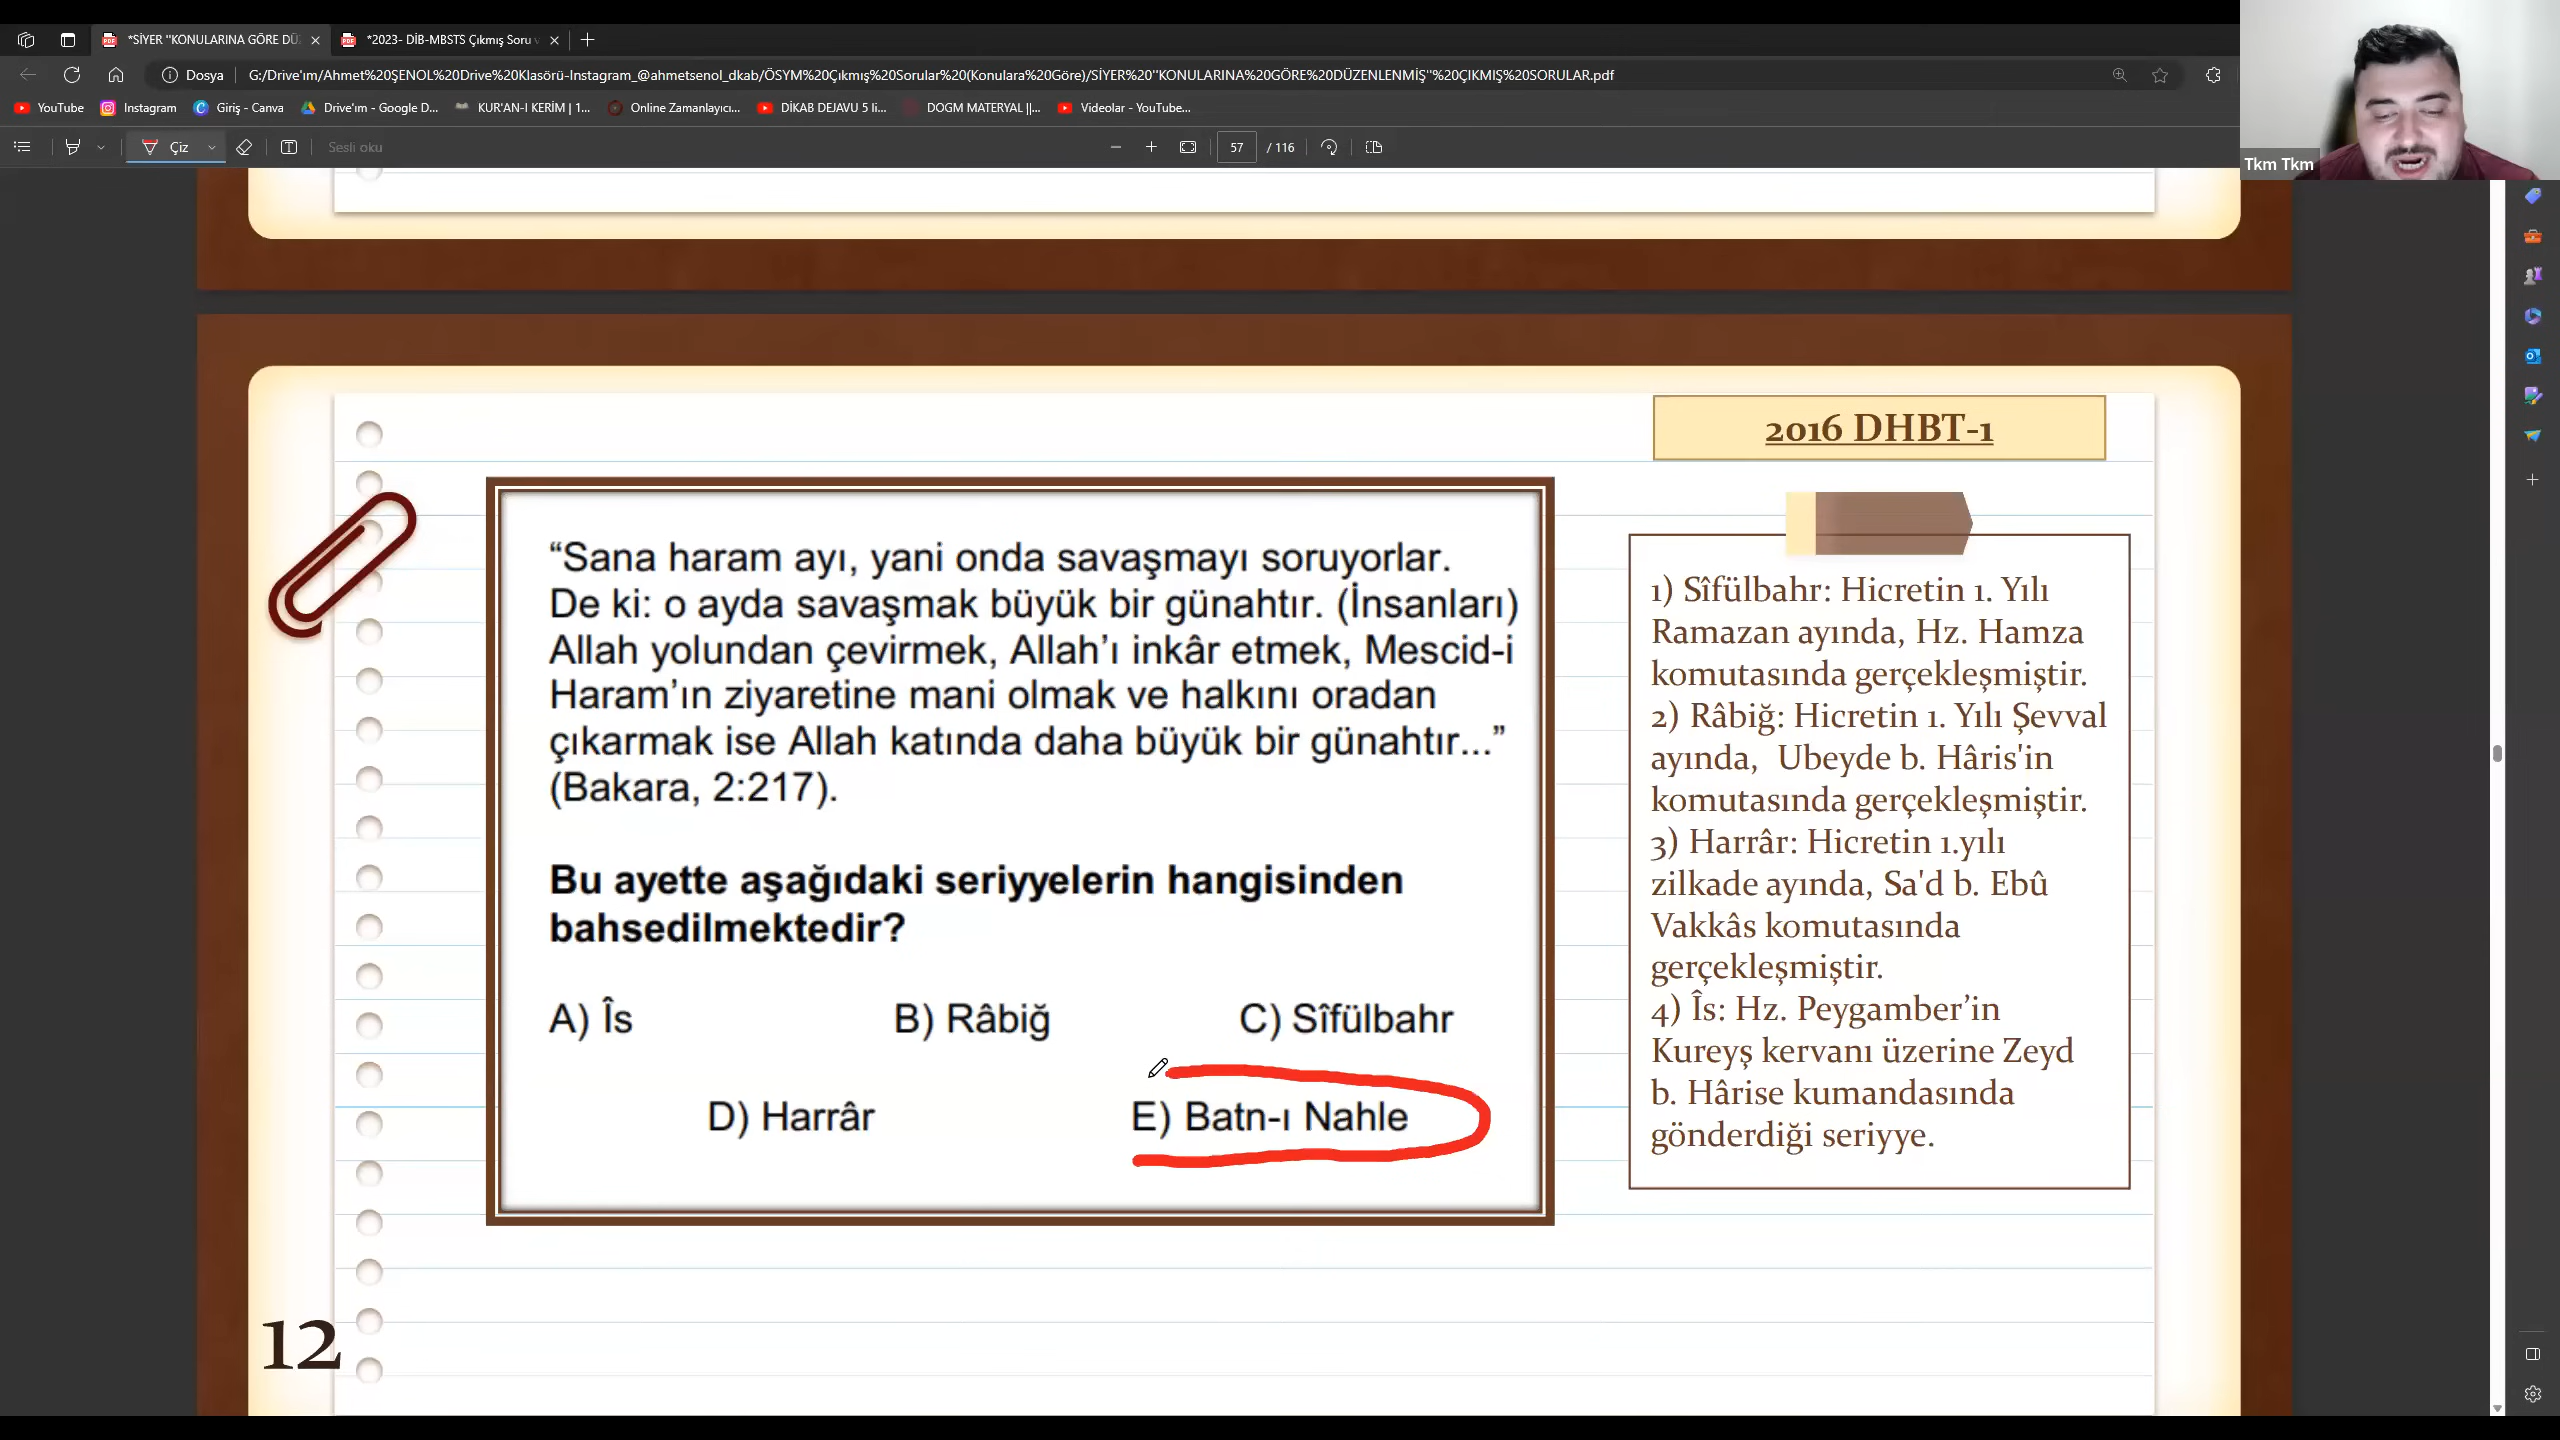 *SİYER "KONULARINA GÖRE DÜ
*2023- DİB-MBSTS Çıkmış Soru
Dosya
G:/Drive'ım/Ahmet%20ŞENOL%20Drive%20Klasörü-Instagram_@ahmetsenol_dkab/ÖSYM%20Çıkmış%20Sorular%20(Konulara%20Göre)/SİYER%20''KONULARINA%20GÖRE%20DÜZENLENMİŞ''%20ÇIKMIŞ%20SORULAR.pdf
YouTube
Instagram
Giriş - Canva
Drive'ım - Google D...
KUR'AN-I KERİM | 1...
Online Zamanlayıcı...
DİKAB DEJAVU 5 li...
DOGM MATERYAL ||...
Videolar - YouTube...
Çiz
Sesli oku
57
/ 116
Tkm Tkm
2016 DHBT-1
“Sana haram ayı, yani onda savaşmayı soruyorlar.
De ki: o ayda savaşmak büyük bir günahtır. (İnsanları)
Allah yolundan çevirmek, Allah’ı inkâr etmek, Mescid-i
Haram’ın ziyaretine mani olmak ve halkını oradan
çıkarmak ise Allah katında daha büyük bir günahtır...”
(Bakara, 2:217).
Bu ayette aşağıdaki seriyyelerin hangisinden
bahsedilmektedir?
A) Îs
B) Râbiğ
C) Sîfülbahr
D) Harrâr
E) Batn-ı Nahle
1) Sîfülbahr: Hicretin 1. Yılı
Ramazan ayında, Hz. Hamza
komutasında gerçekleşmiştir.
2) Râbiğ: Hicretin 1. Yılı Şevval
ayında, Ubeyde b. Hâris'in
komutasında gerçekleşmiştir.
3) Harrâr: Hicretin 1.yılı
zilkade ayında, Sa'd b. Ebû
Vakkâs komutasında
gerçekleşmiştir.
4) Îs: Hz. Peygamber’in
Kureyş kervanı üzerine Zeyd
b. Hârise kumandasında
gönderdiği seriyye.
12